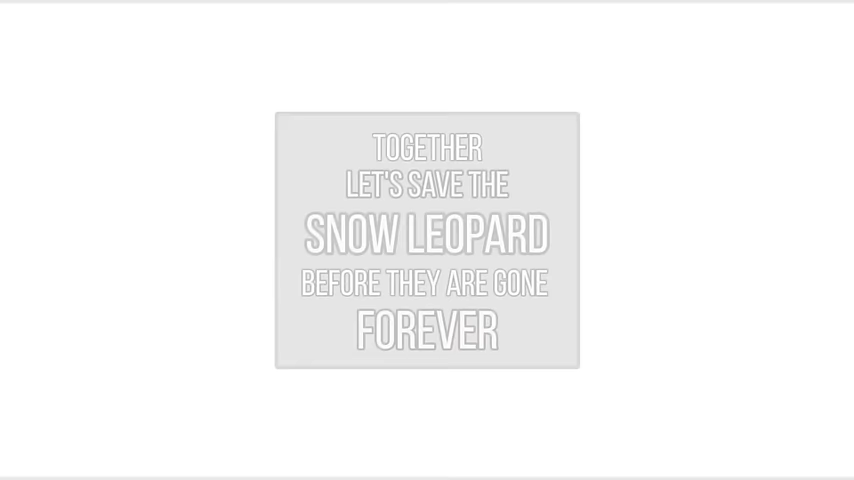 TOGETHER
LET'S SAVE THE
SNOW LEOPARD
BEFORE THEY ARE GONE
FOREVER